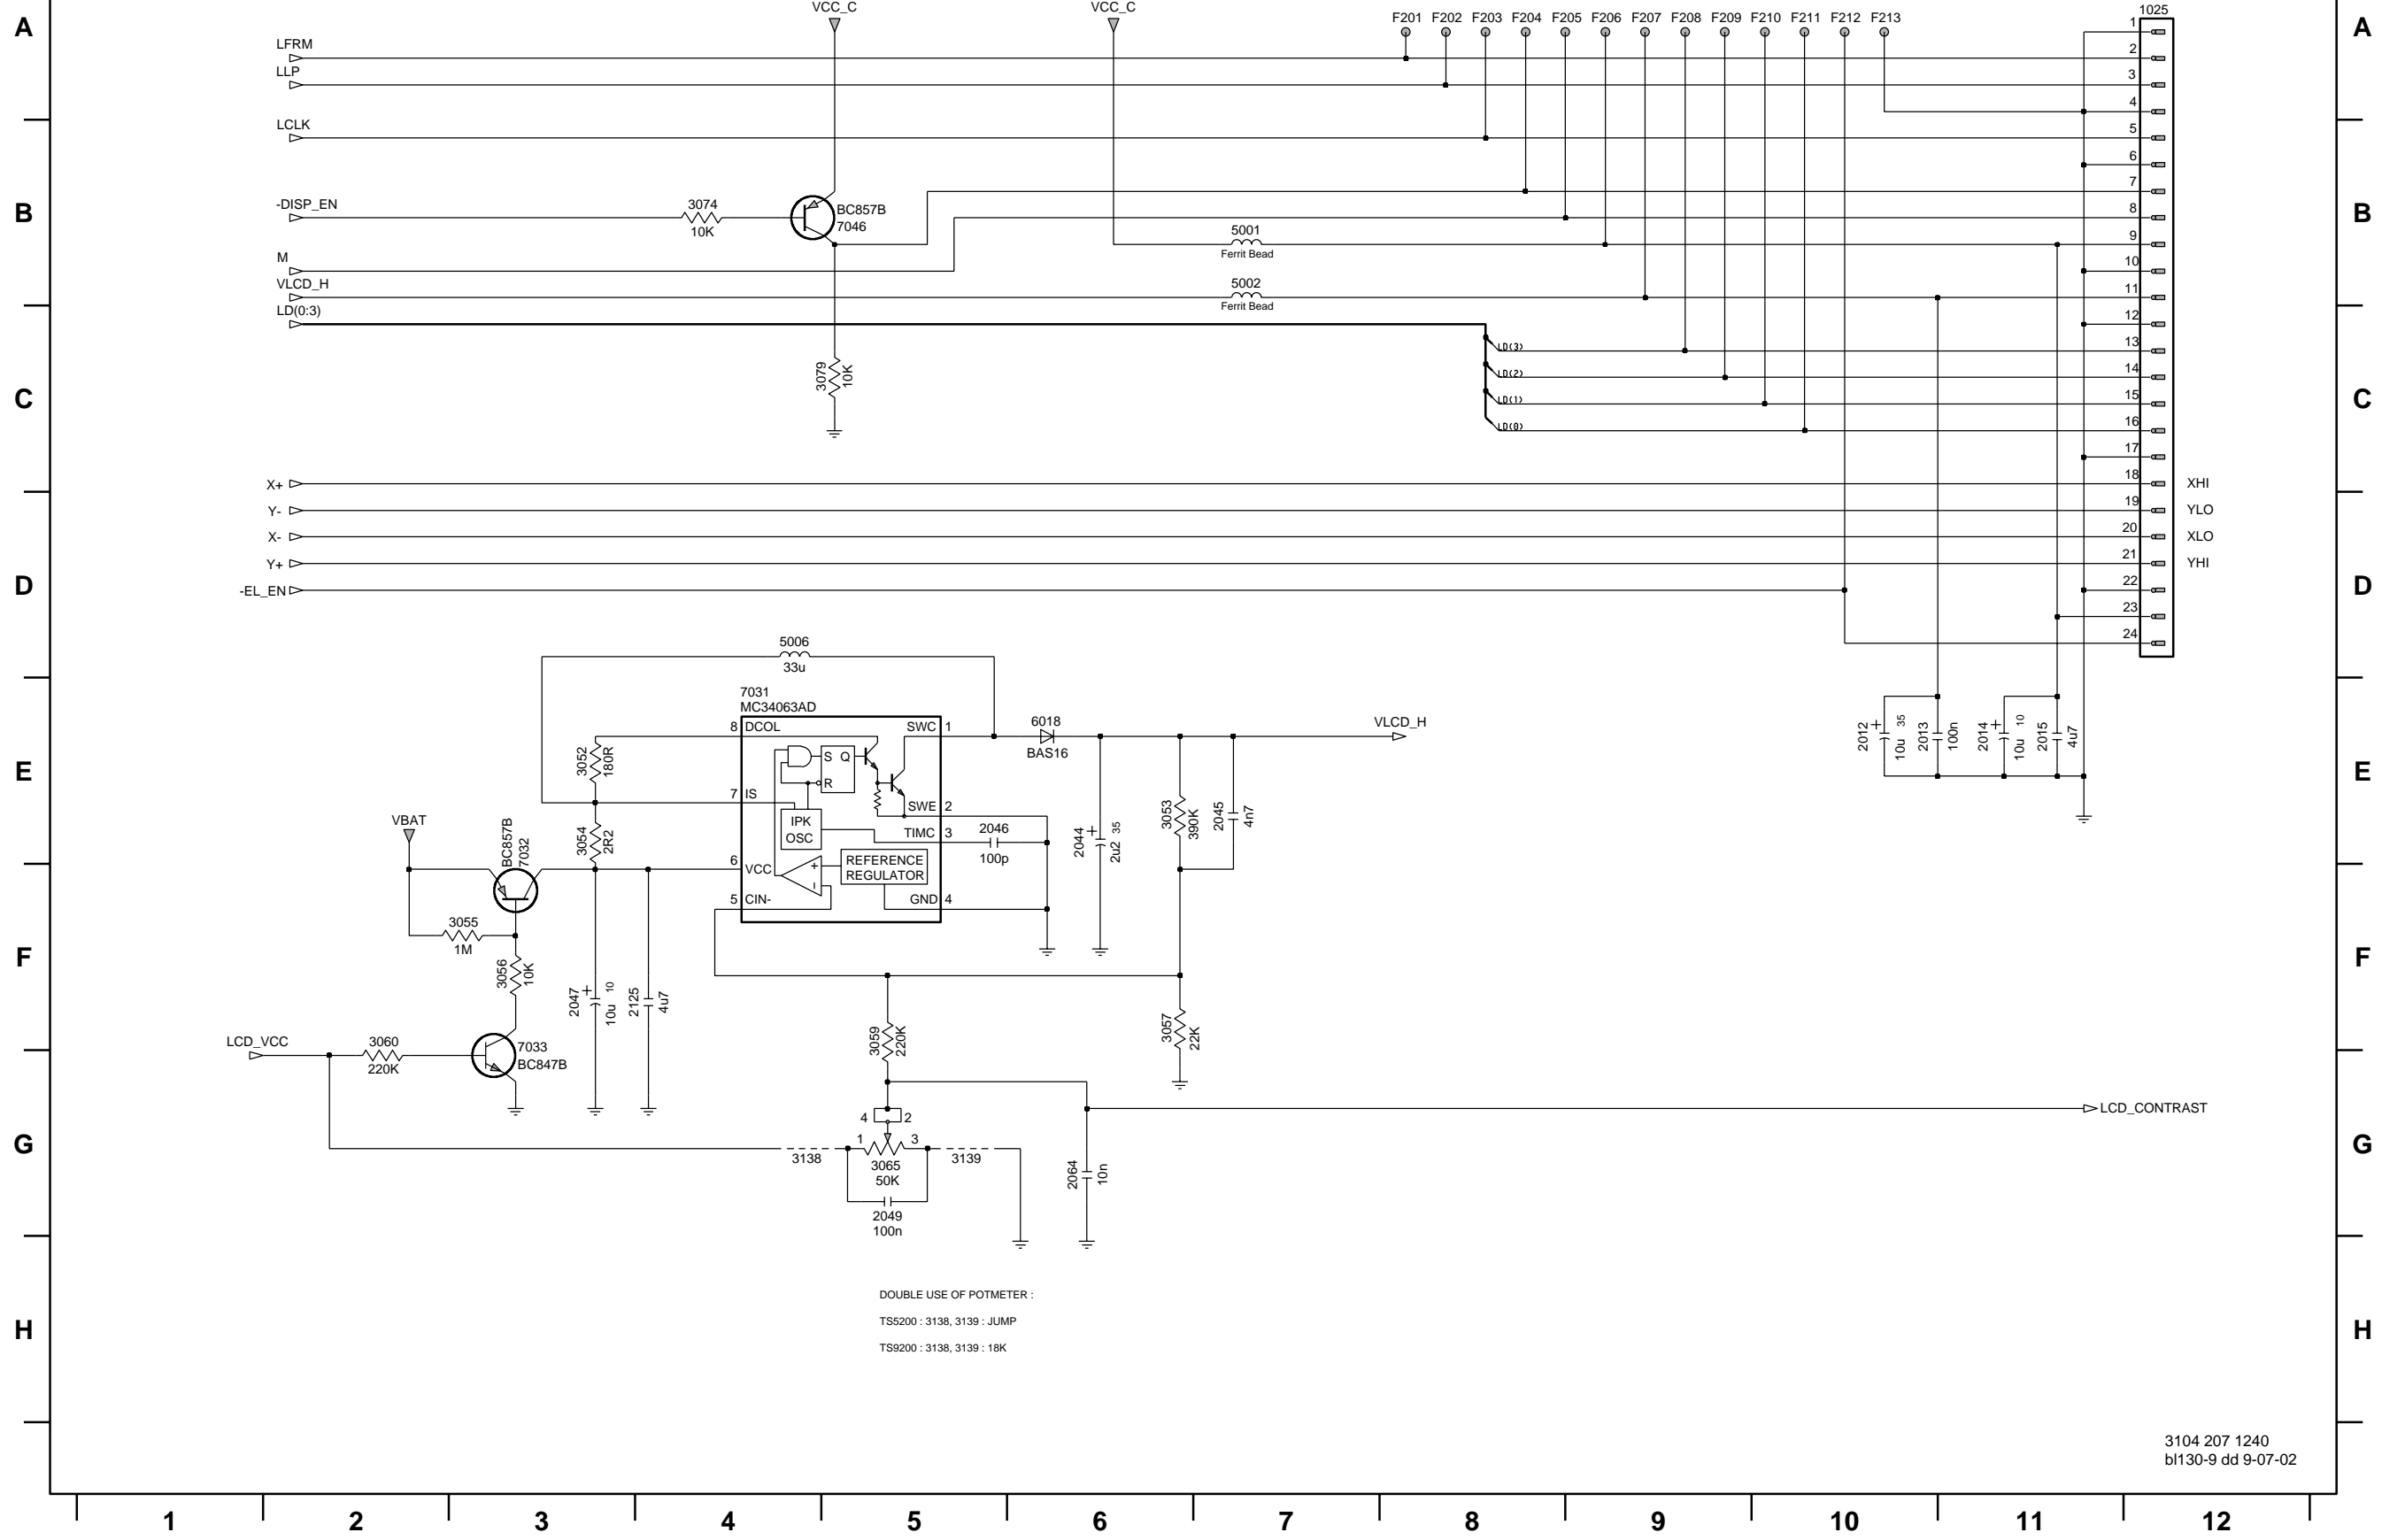 VCC_C VCC_C F201 F202 F203 F204 F205 F206 F207 F208 F209 F210 F211 F212 F213 1025
A A
1
LFRM
2
LLP
3
4
LCLK
5
6
7
-DISP_EN 3074 BC857B 8
B 10K 7046 B
5001 9
Ferrit Bead
M 10
VLCD_H 5002 11
Ferrit Bead
LD(0:3) 12
LD(3) 13
LD(2) 14
3079 10K
C LD(1) 15 C
LD(0) 16
17
X+ 18 XHI
Y- 19 YLO
X- 20 XLO
Y+ 21 YHI
D -EL_EN 22 D
23
5006 24
33u
7031
MC34063AD
8 DCOL SWC 1 6018 VLCD_H
BAS16
3052 180R S Q
R
2012 + 10u 35 2013 100n 2014 + 10u 10 2015 4u7
E E
7 IS SWE 2
VBAT IPK
OSC
TIMC 3 2046
100p
BC857B 7032 3054 2R2 2044 + 2u2 35 3053 390K 2045 4n7
6 VCC + REFERENCE
- REGULATOR
5 CIN- GND 4
3055
1M
F F
3056 10K
2047 + 10u 10 2125 4u7
3059 220K 3057 22K
LCD_VCC 3060 7033
220K BC847B
4 2 LCD_CONTRAST
G 1 3 G
3138 3065 3139
50K
2064 10n
2049
100n
DOUBLE USE OF POTMETER :
TS5200 : 3138, 3139 : JUMP
H H
TS9200 : 3138, 3139 : 18K
3104 207 1240
bl130-9 dd 9-07-02
1 2 3 4 5 6 7 8 9 10 11 12